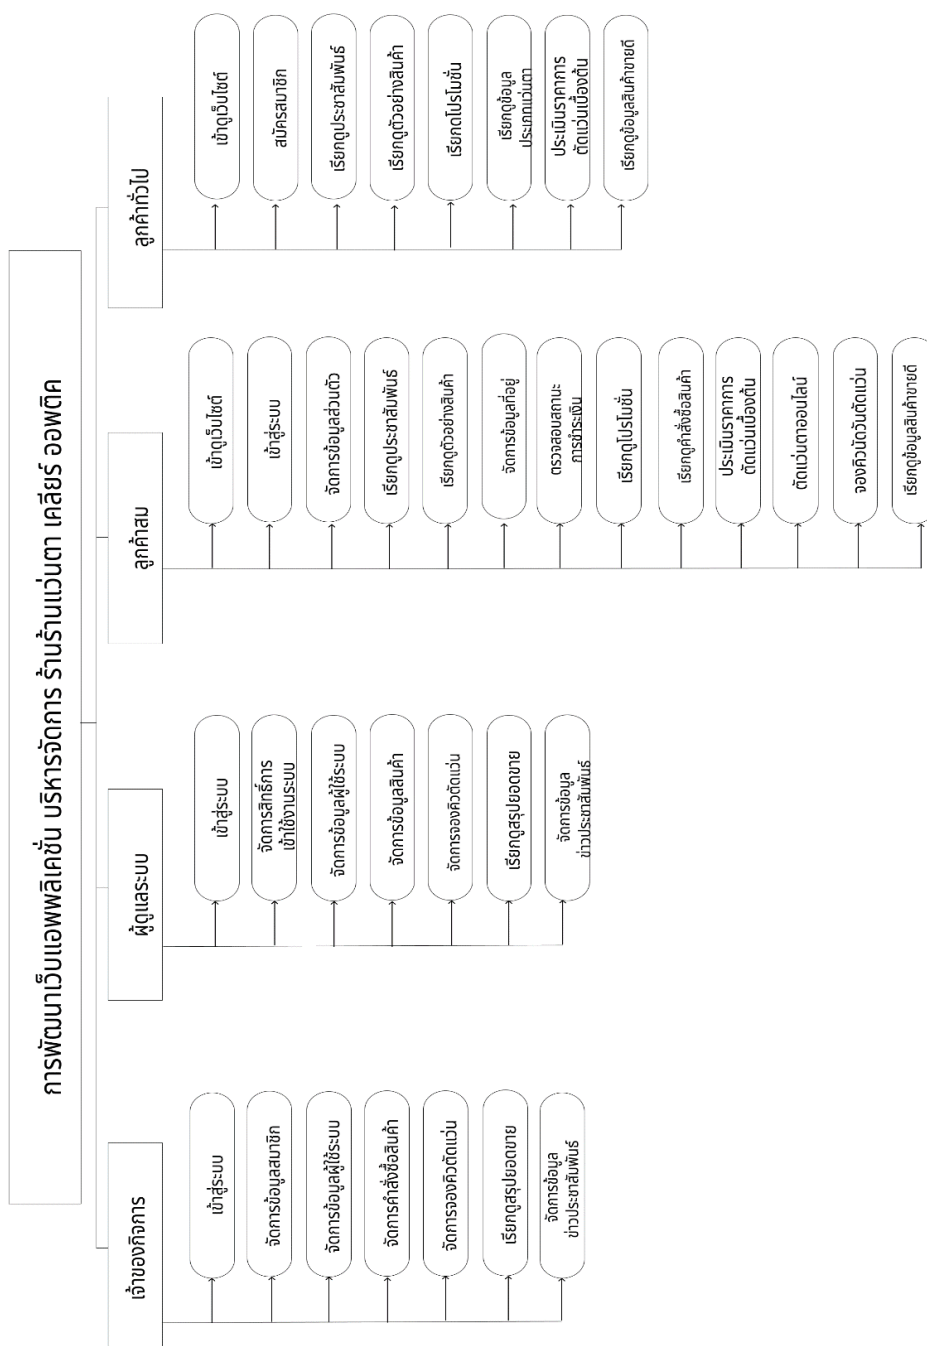 การพัฒนาเว็บแอพพลิเคชั่น บริหารจัดการ ร้านร้านแว่นตา เคลียร์ ออพติค
เจ้าของกิจการ
เข้าสู่ระบบ
จัดการข้อมูลสมาชิก
จัดการข้อมูลผู้ใช้ระบบ
จัดการคำสั่งซื้อสินค้า
จัดการจองคิวตัดแว่น
เรียกดูสรุปยอดขาย
จัดการข้อมูล
ข่าวประชาสัมพันธ์
ผู้ดูแลระบบ
เข้าสู่ระบบ
จัดการสิทธิ์การ
เข้าใช้งานระบบ
จัดการข้อมูลผู้ใช้ระบบ
จัดการข้อมูลสินค้า
จัดการจองคิวตัดแว่น
เรียกดูสรุปยอดขาย
จัดการข้อมูล
ข่าวประชาสัมพันธ์
ลูกค้าสม
เข้าดูเว็บไซต์
เข้าสู่ระบบ
จัดการข้อมูลส่วนตัว
เรียกดูประชาสัมพันธ์
เรียกดูตัวอย่างสินค้า
จัดการข้อมูลที่อยู่
ตรวจสอบสถานะ
การชำระเงิน
เรียกดูโปรโมชั่น
เรียกดูคำสั่งซื้อสินค้า
ประเมินราคาการ
ตัดแว่นเบื้องต้น
ตัดแว่นตาออนไลน์
จองคิวนัดวันตัดแว่น
เรียกดูข้อมูลสินค้าขายดี
ลูกค้าทั่วไป
เข้าดูเว็บไซต์
สมัครสมาชิก
เรียกดูประชาสัมพันธ์
เรียกดูตัวอย่างสินค้า
เรียกดโปรโมชั่น
เรียกดูข้อมูล
ประเภทแว่นตา
ประเมินราคาการ
ตัดแว่นเบื้องต้น
เรียกดูข้อมูลสินค้าขายดี